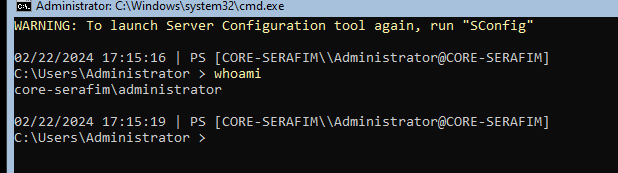 Administrator: C:\Windows\system32\cmd.exe
WARNING: To launch Server Configuration tool again, run "SConfig"
02/22/2024 17:15:16 | PS [CORE-SERAFIM\\Administrator@CORE-SERAFIM]
C:\Users\Administrator > whoami
core-serafim\administrator
02/22/2024 17:15:19 | PS [CORE-SERAFIM\\Administrator@CORE-SERAFIM]
C:\Users\Administrator >